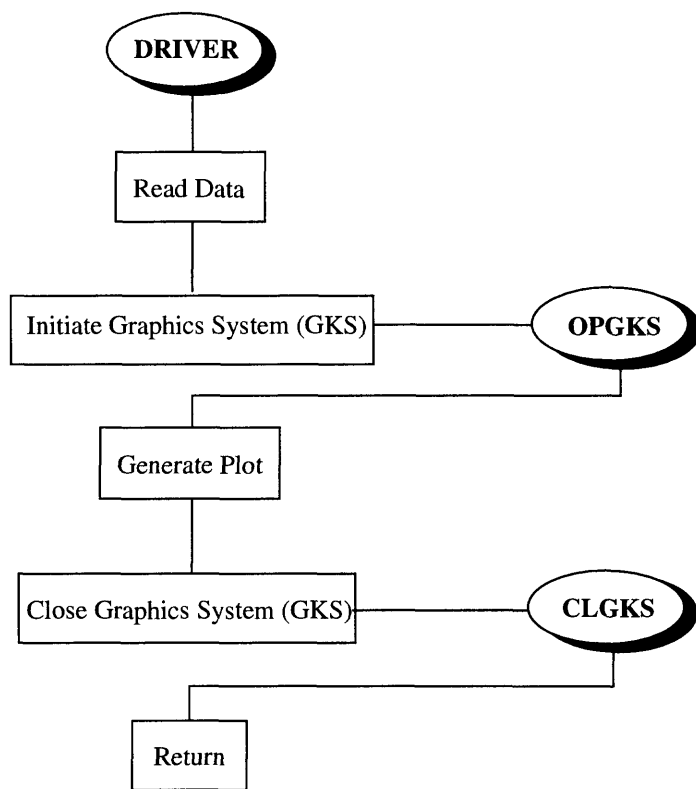 DRIVER
Read Data
Initiate Graphics System (GKS)
OPGKS
Generate Plot
Close Graphics System (GKS)
CLGKS
Return